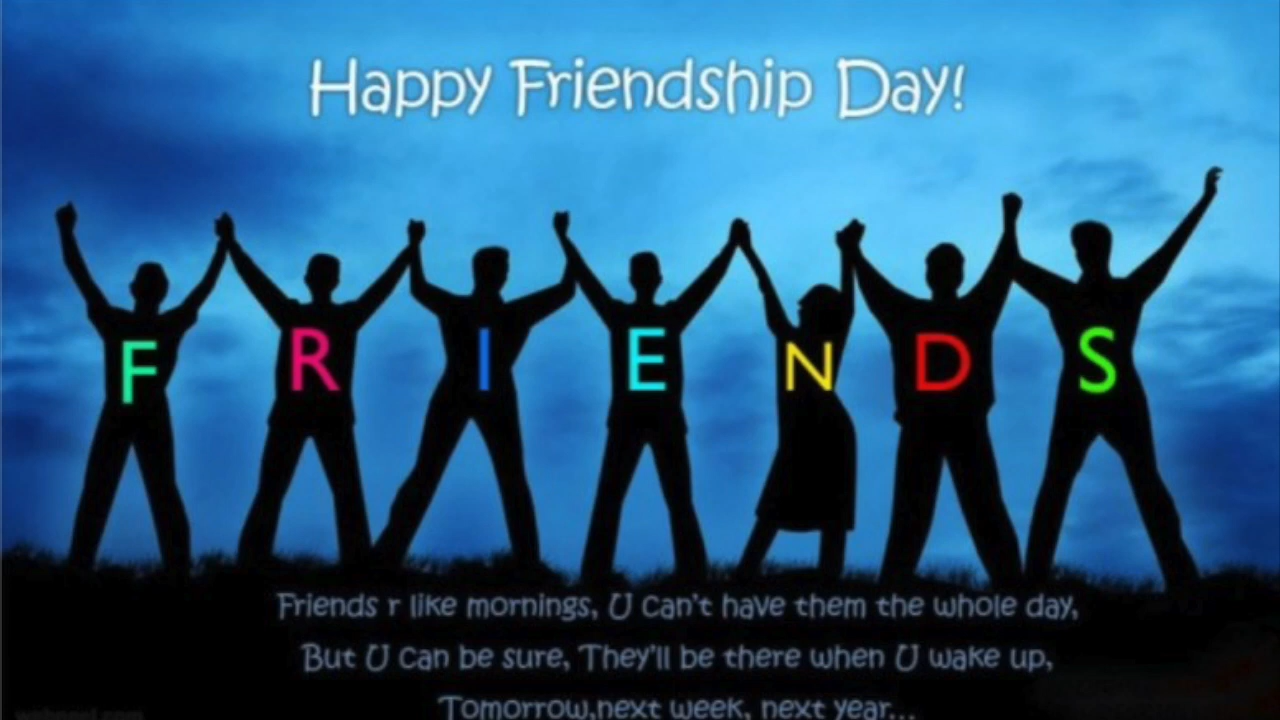 Happy Friendship Day!
F R I E N D S
Friends r like mornings, U can't have them the whole day,
But U can be sure, They'll be there when U wake up,
Tomorrow,next week, next year...